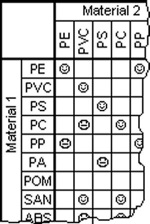 Material 2
PE PVC PS PC PP
Material 1
PE
PVC
PS
PC
PP
PA
POM
SAN
ABS